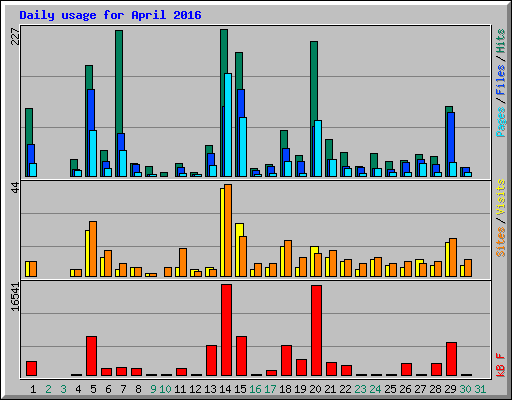 Daily usage for April 2016
227
Pages / Files / Hits
44
Sites / Visits
16541
kB F
1 2 3 4 5 6 7 8 9 10 11 12 13 14 15 16 17 18 19 20 21 22 23 24 25 26 27 28 29 30 31